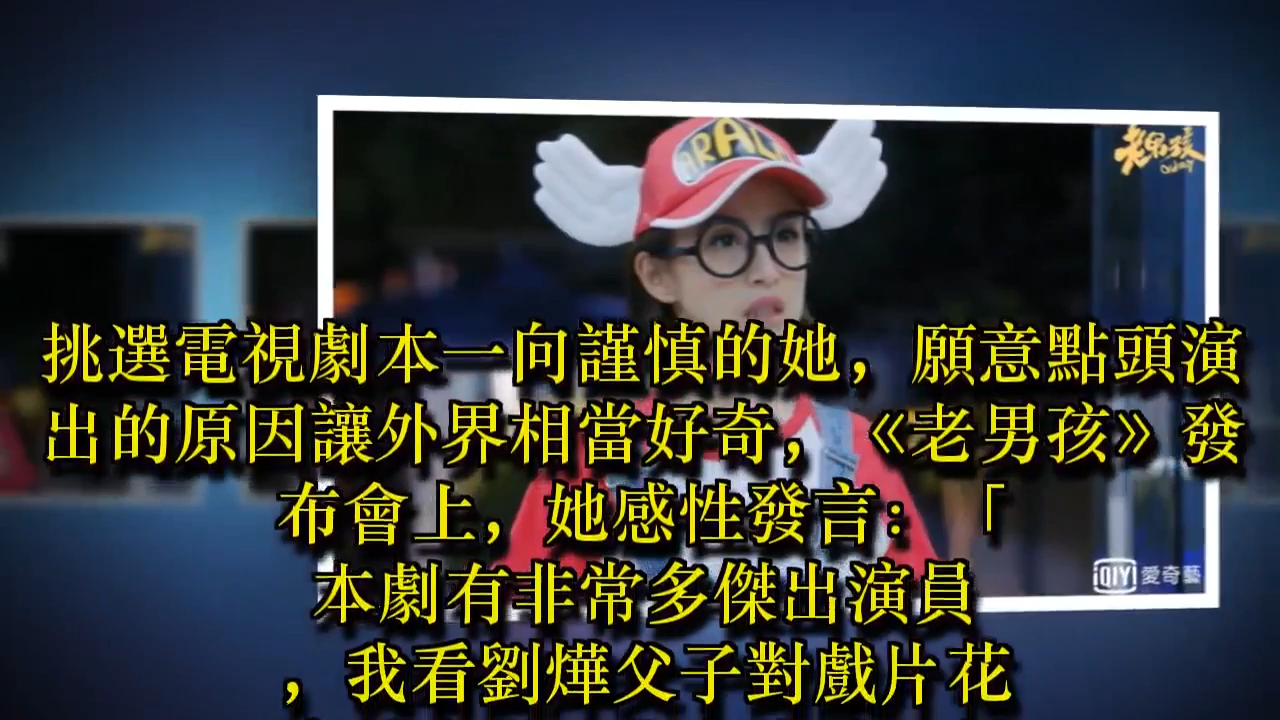 ARALE
老男孩
Old Boy
挑選電視劇本一向謹慎的她，願意點頭演
出的原因讓外界相當好奇，《老男孩》發
布會上，她感性發言：「
本劇有非常多傑出演員
，我看劉燁父子對戲片花
iQIYI 愛奇藝